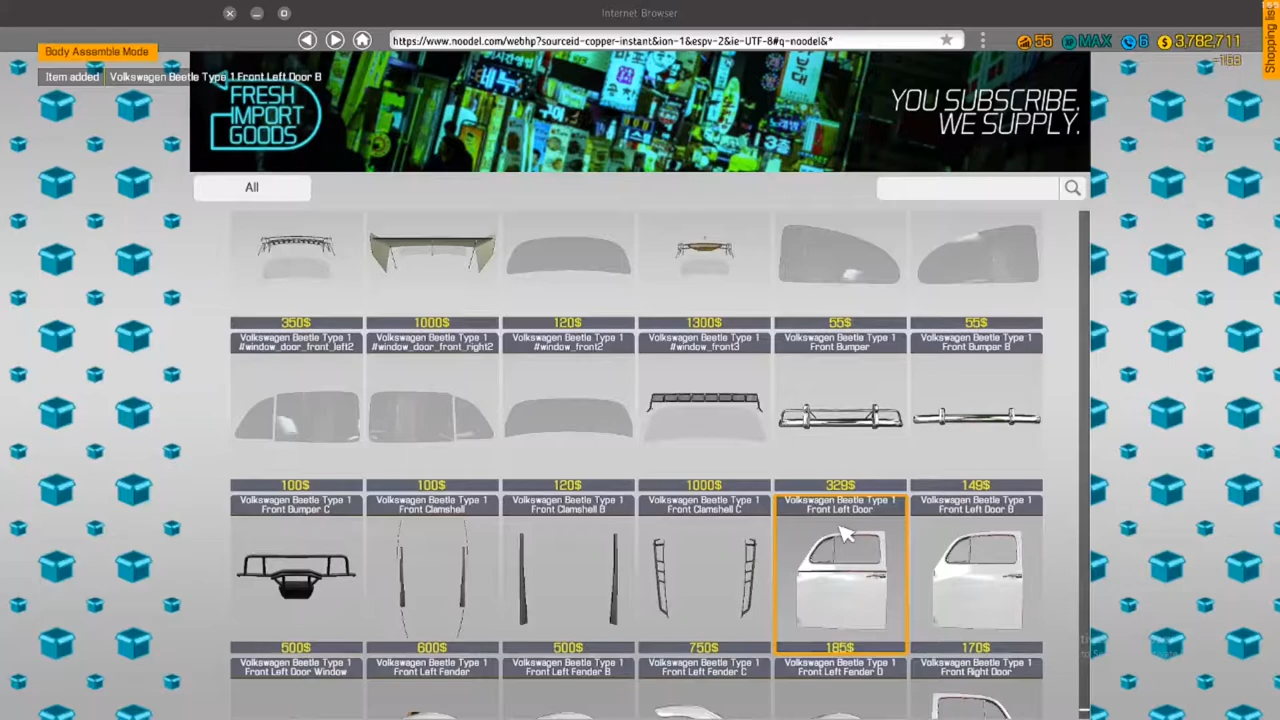 Internet Browser
https://www.noodel.com/webhp?sourceid-copper-instant&ion-1&espv-2&ie-UTF-8#q-noodel&*
55
MAX
6
$ 3,782,711
Shopping list
Body Assemble Mode
Item added
Volkswagen Beetle Type 1 Front Left Door B
FRESH
IMPORT
GOODS
YOU SUBSCRIBE.
WE SUPPLY.
All
350$
1000$
120$
1300$
55$
55$
Volkswagen Beetle Type 1
#window_door_front_left2
Volkswagen Beetle Type 1
#window_door_front_right2
Volkswagen Beetle Type 1
#window_front2
Volkswagen Beetle Type 1
#window_front3
Volkswagen Beetle Type 1
Front Bumper
Volkswagen Beetle Type 1
Front Bumper B
100$
100$
120$
1000$
329$
149$
Volkswagen Beetle Type 1
Front Bumper C
Volkswagen Beetle Type 1
Front Clamshell
Volkswagen Beetle Type 1
Front Clamshell B
Volkswagen Beetle Type 1
Front Clamshell C
Volkswagen Beetle Type 1
Front Left Door
Volkswagen Beetle Type 1
Front Left Door B
500$
600$
500$
750$
185$
170$
Volkswagen Beetle Type 1
Front Left Door Window
Volkswagen Beetle Type 1
Front Left Fender
Volkswagen Beetle Type 1
Front Left Fender B
Volkswagen Beetle Type 1
Front Left Fender C
Volkswagen Beetle Type 1
Front Left Fender D
Volkswagen Beetle Type 1
Front Right Door